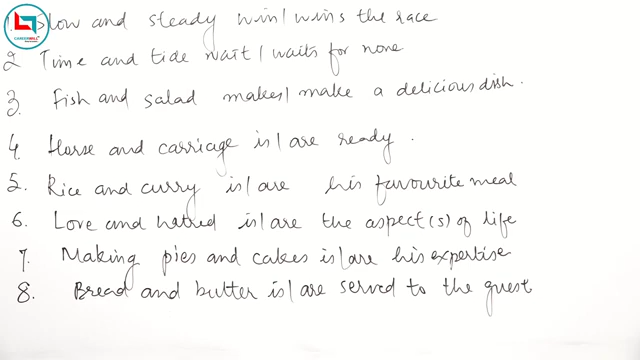 CAREERWILL
1. Slow and steady win/wins the race
2 Time and tide wait/waits for none
3. Fish and salad makes/make a delicious dish.
4. Horse and carriage is/are ready.
5. Rice and curry is/are his favourite meal
6. Love and hatred is/are the aspect(s) of life
7. Making pies and cakes is/are his expertise
8. Bread and butter is/are served to the guest